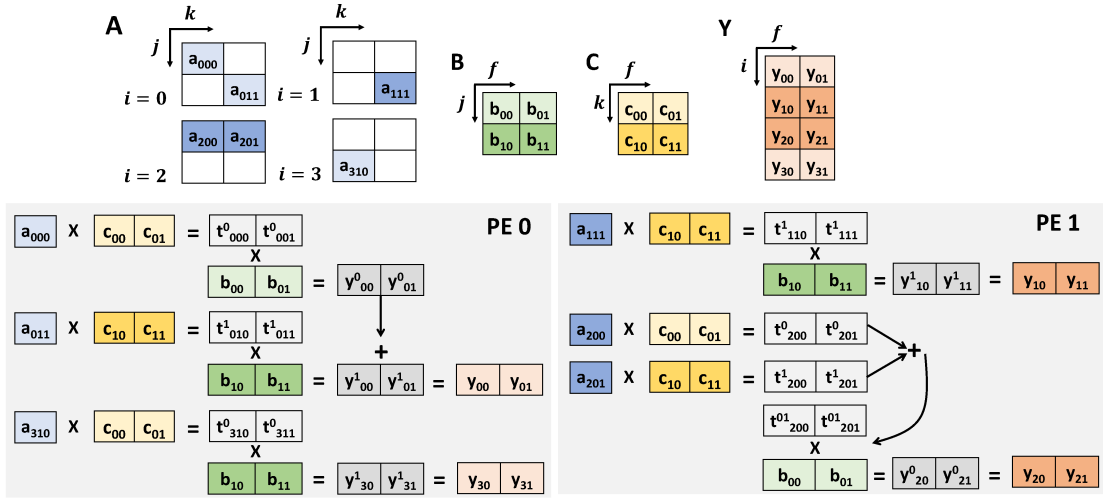 A
k
j
a000
a011
i = 0
k
j
a111
i = 1
a200 a201
i = 2
a310
i = 3
B
f
j
b00 b01
b10 b11
C
f
k
c00 c01
c10 c11
Y
f
i
y00 y01
y10 y11
y20 y21
y30 y31
PE 0
a000 X c00 c01 = t⁰000 t⁰001
X
b00 b01 = y⁰00 y⁰01
a011 X c10 c11 = t¹010 t¹011
X
+
b10 b11 = y¹00 y¹01 = y00 y01
a310 X c00 c01 = t⁰310 t⁰311
X
b10 b11 = y¹30 y¹31 = y30 y31
PE 1
a111 X c10 c11 = t¹110 t¹111
X
b10 b11 = y¹10 y¹11 = y10 y11
a200 X c00 c01 = t⁰200 t⁰201
+
a201 X c10 c11 = t¹200 t¹201
t⁰¹200 t⁰¹201
X
b00 b01 = y⁰20 y⁰21 = y20 y21